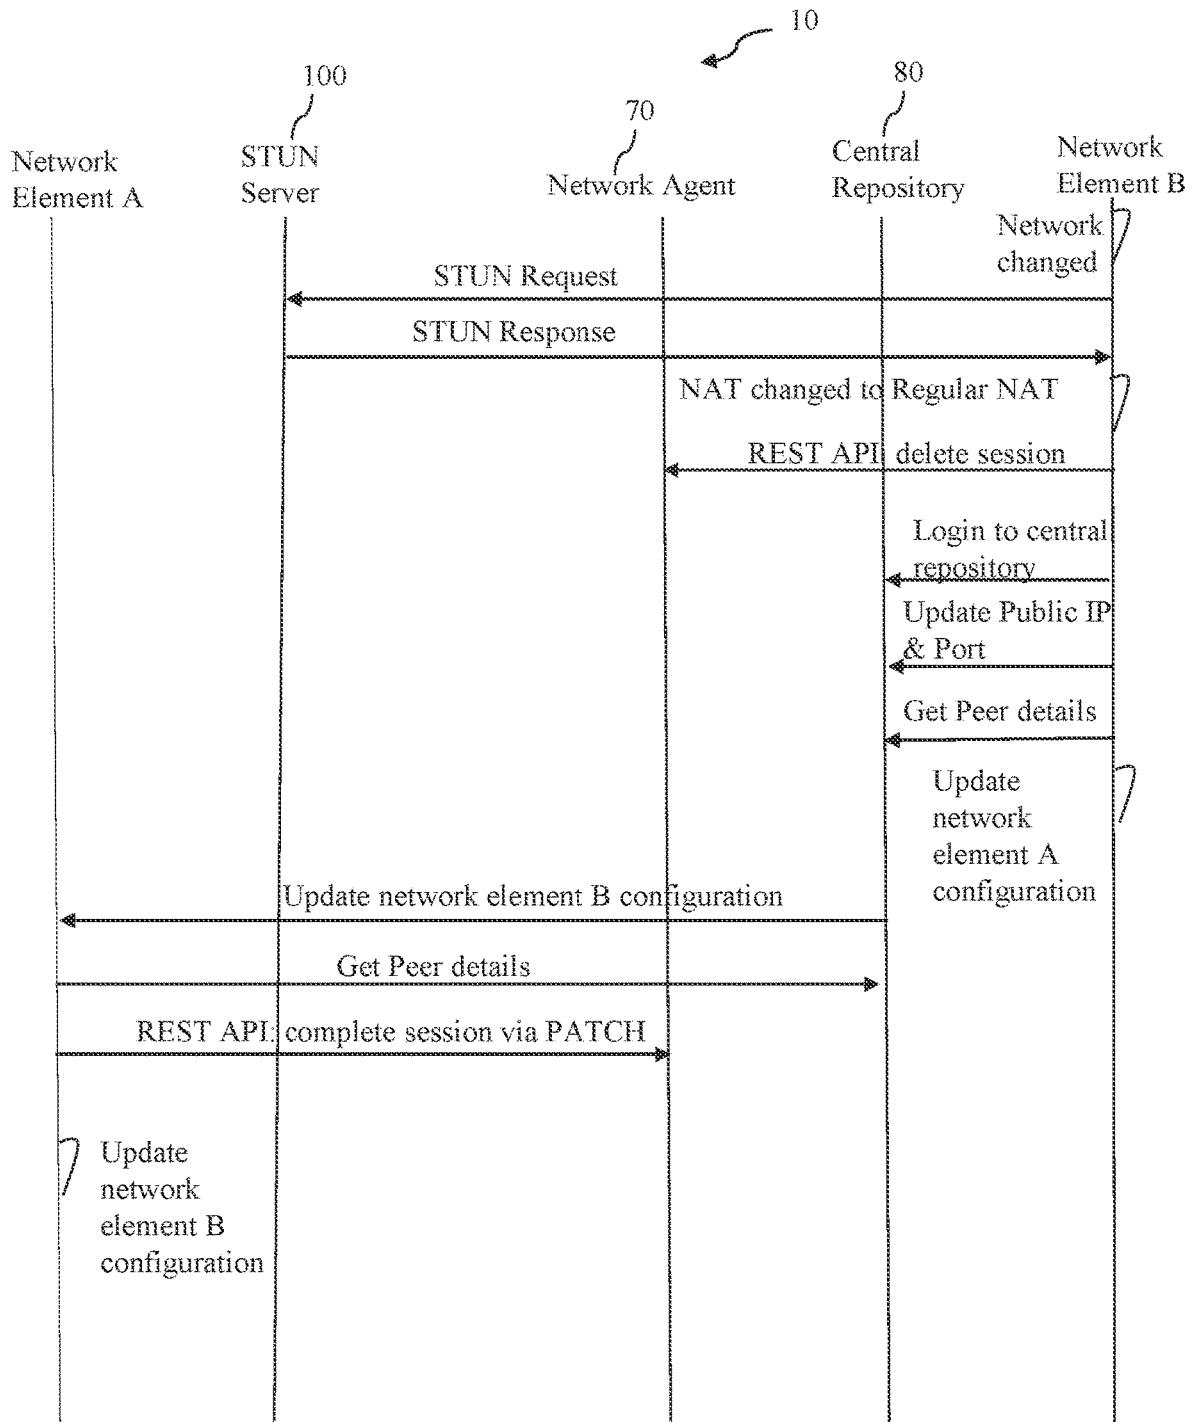 10
100
80
70
Network
Element A
STUN
Server
Network Agent
Central
Repository
Network
Element B
Network
changed
STUN Request
STUN Response
NAT changed to Regular NAT
REST API: delete session
Login to central
repository
Update Public IP
& Port
Get Peer details
Update
network
element A
configuration
Update network element B configuration
Get Peer details
REST API: complete session via PATCH
Update
network
element B
configuration